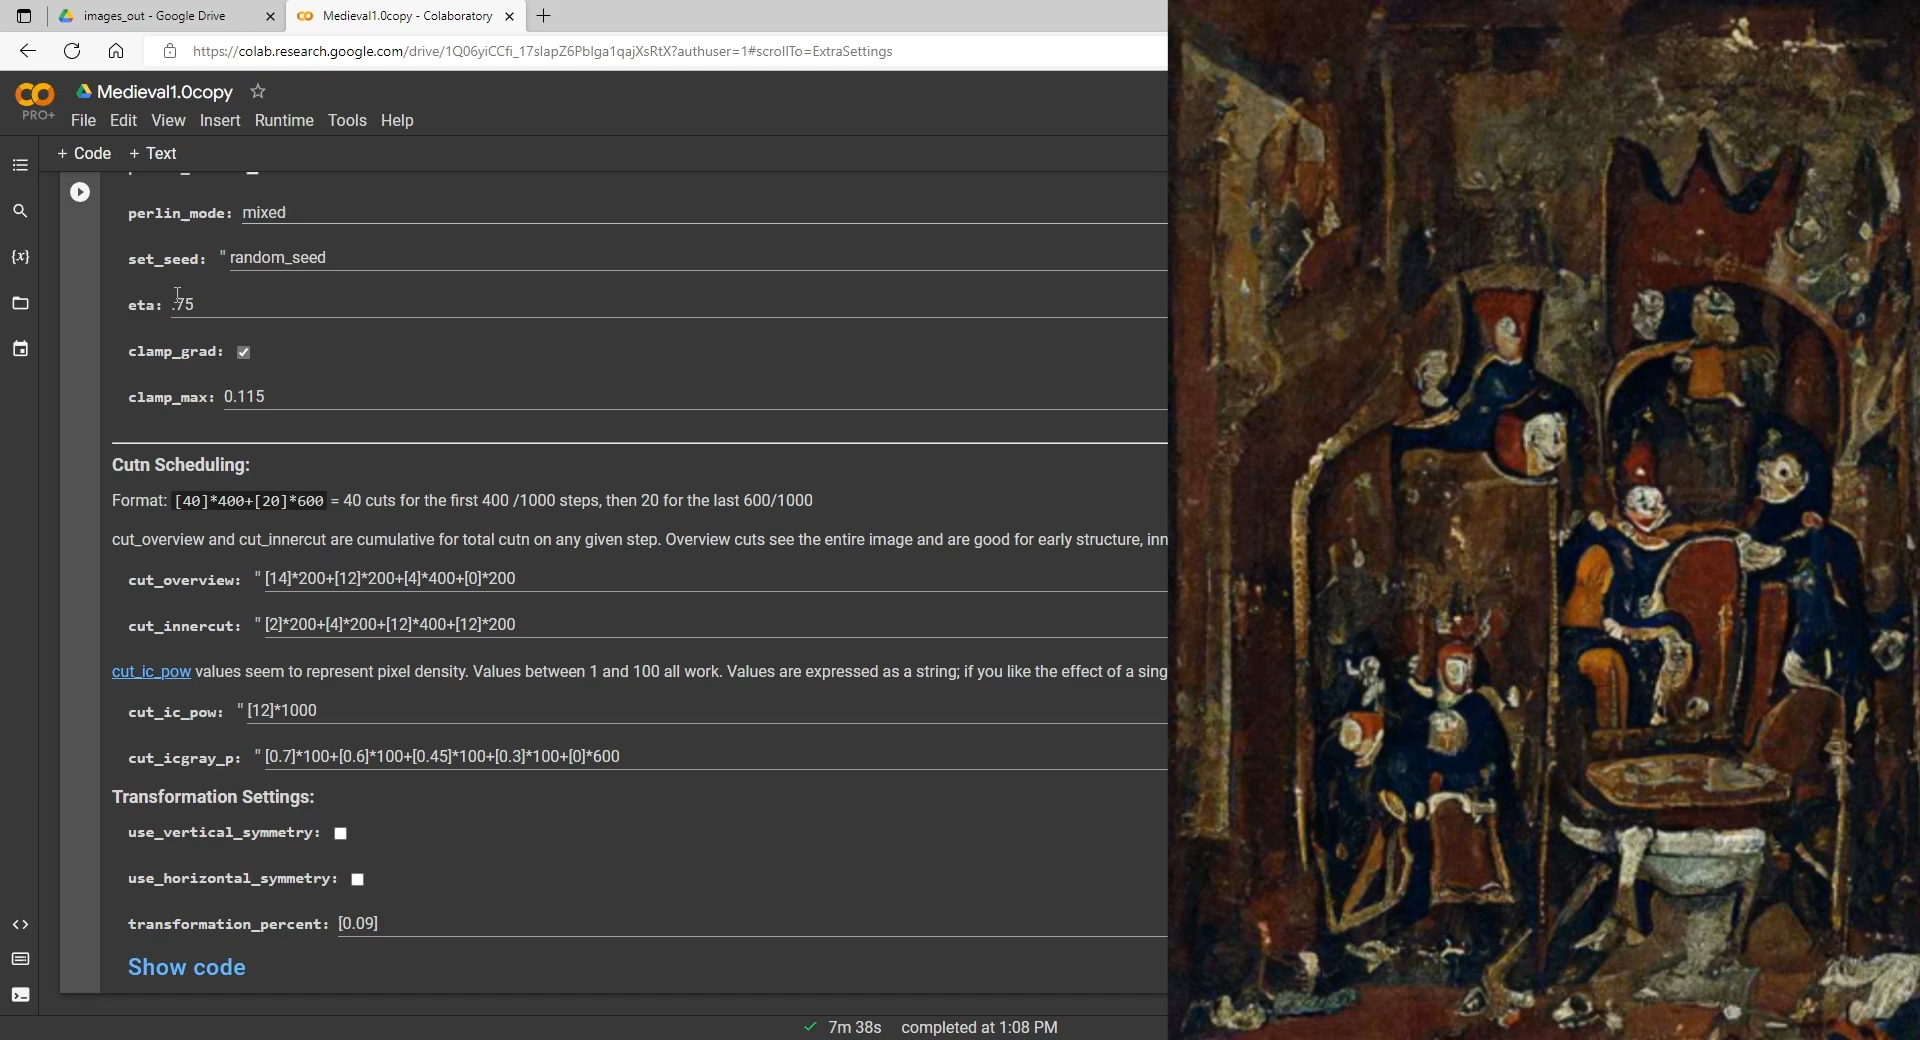 images_out - Google Drive
Medieval1.0copy - Colaboratory
https://colab.research.google.com/drive/1Q06yiCCfi_17slapZ6Pblga1qajXsRtX?authuser=1#scrollTo=ExtraSettings
Medieval1.0copy
PRO+
File Edit View Insert Runtime Tools Help
+ Code + Text
perlin_mode: mixed
set_seed: " random_seed
eta: .75
clamp_grad:
clamp_max: 0.115
Cutn Scheduling:
Format: [40]*400+[20]*600 = 40 cuts for the first 400 /1000 steps, then 20 for the last 600/1000
cut_overview and cut_innercut are cumulative for total cutn on any given step. Overview cuts see the entire image and are good for early structure, inn
cut_overview: " [14]*200+[12]*200+[4]*400+[0]*200
cut_innercut: " [2]*200+[4]*200+[12]*400+[12]*200
cut_ic_pow values seem to represent pixel density. Values between 1 and 100 all work. Values are expressed as a string; if you like the effect of a sing
cut_ic_pow: " [12]*1000
cut_icgray_p: " [0.7]*100+[0.6]*100+[0.45]*100+[0.3]*100+[0]*600
Transformation Settings:
use_vertical_symmetry:
use_horizontal_symmetry:
transformation_percent: [0.09]
Show code
7m 38s completed at 1:08 PM